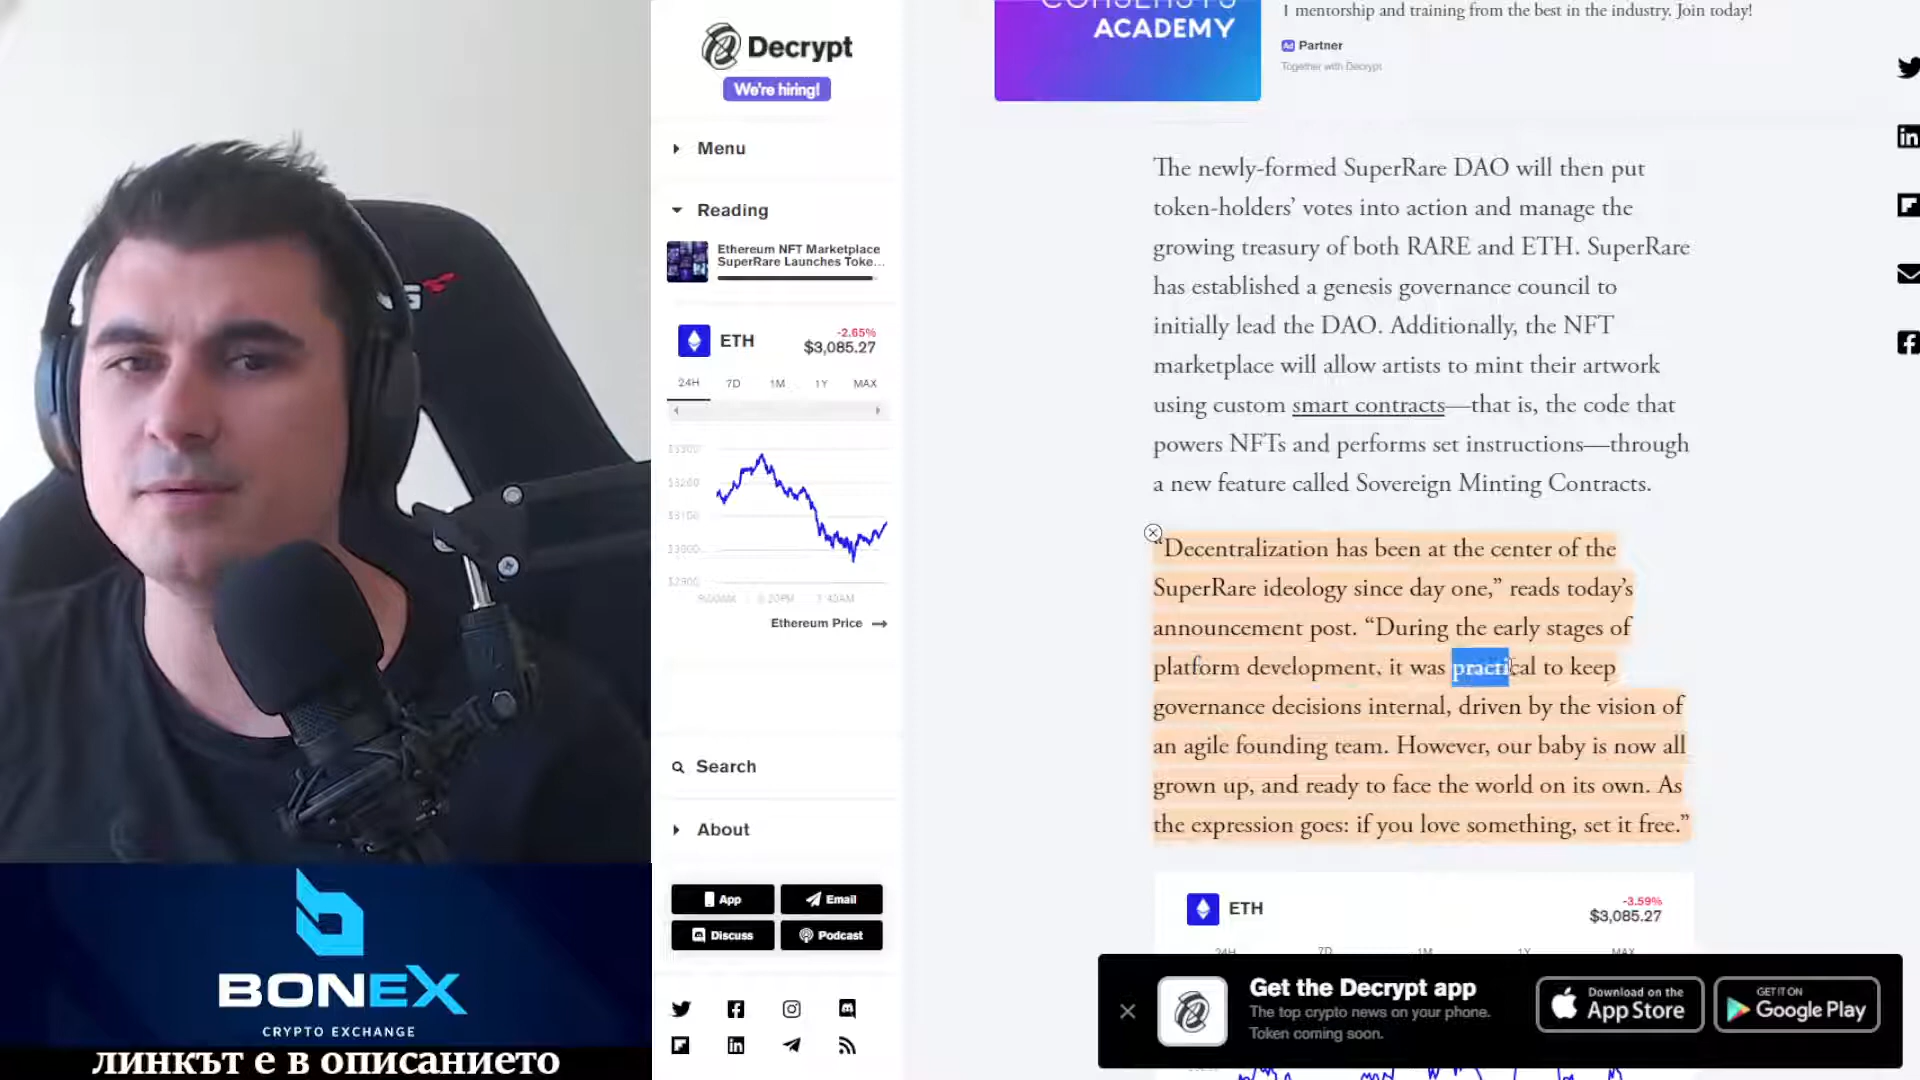 BONEX
CRYPTO EXCHANGE
линкът е в описанието
Decrypt
We're hiring!
Menu
Reading
Ethereum NFT Marketplace
SuperRare Launches Toke...
ETH
-2.65%
$3,085.27
24H 7D 1M 1Y MAX
Ethereum Price
Search
About
App
Email
Discuss
Podcast
ACADEMY
mentorship and training from the best in the industry. Join today!
Ad Partner
Together with Decrypt
The newly-formed SuperRare DAO will then put
token-holders’ votes into action and manage the
growing treasury of both RARE and ETH. SuperRare
has established a genesis governance council to
initially lead the DAO. Additionally, the NFT
marketplace will allow artists to mint their artwork
using custom smart contracts—that is, the code that
powers NFTs and performs set instructions—through
a new feature called Sovereign Minting Contracts.
“Decentralization has been at the center of the
SuperRare ideology since day one,” reads today’s
announcement post. “During the early stages of
platform development, it was practical to keep
governance decisions internal, driven by the vision of
an agile founding team. However, our baby is now all
grown up, and ready to face the world on its own. As
the expression goes: if you love something, set it free.”
ETH
-3.59%
$3,085.27
24H 7D 1M 1Y MAX
Get the Decrypt app
The top crypto news on your phone.
Token coming soon.
Download on the
App Store
GET IT ON
Google Play